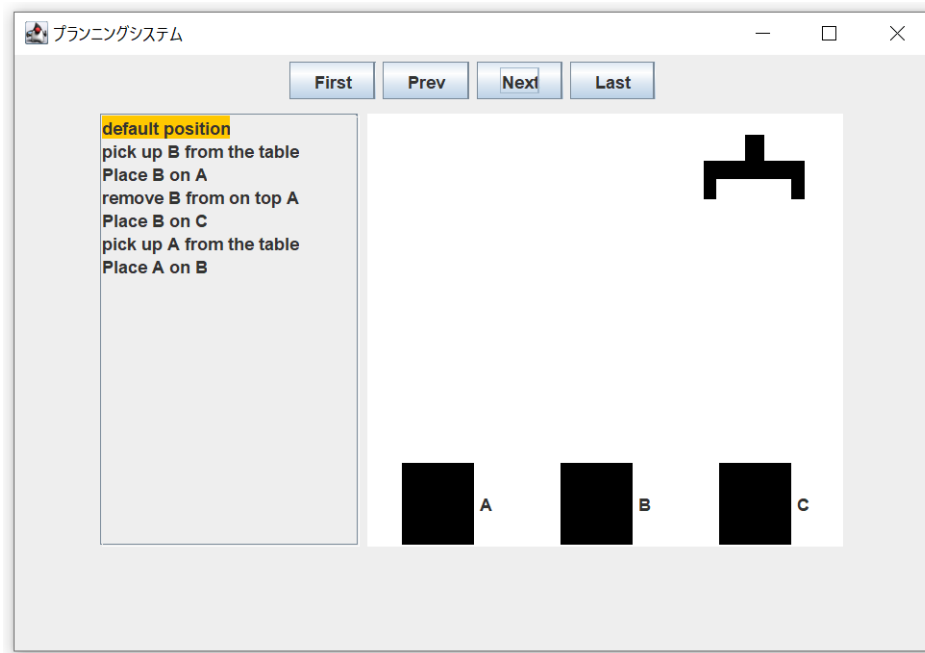 プランニングシステム
First Prev Next Last
default position
pick up B from the table
Place B on A
remove B from on top A
Place B on C
pick up A from the table
Place A on B
A B C